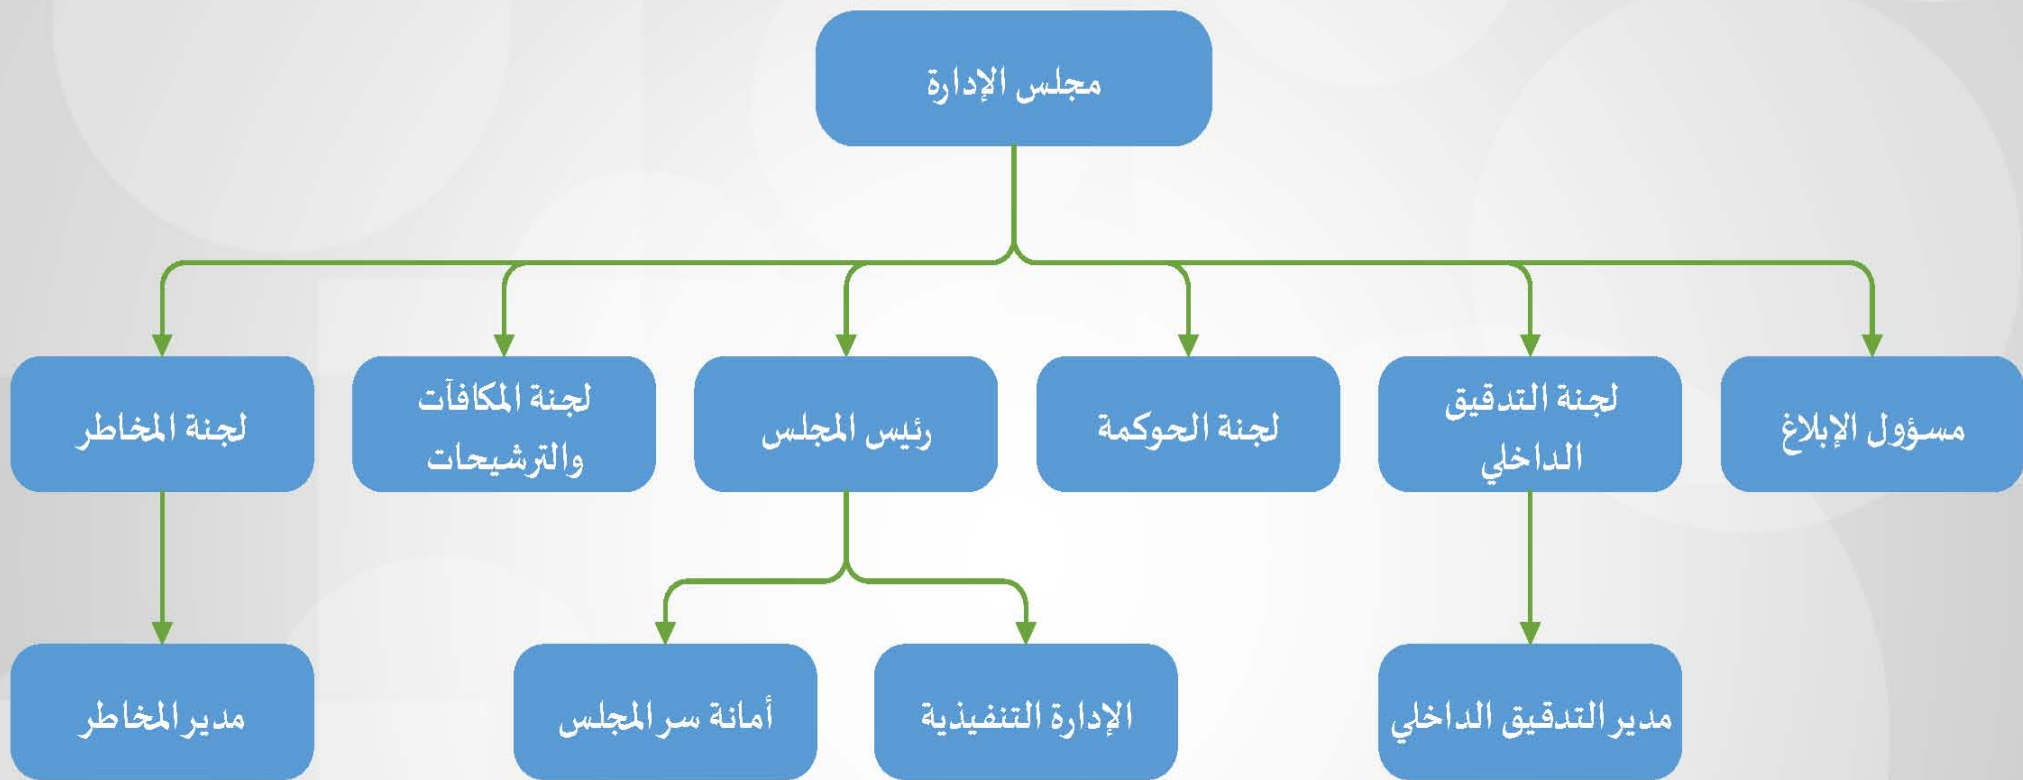 مجلس الإدارة
مسؤول الإبلاغ
لجنة التدقيق
الداخلي
لجنة الحوكمة
رئيس المجلس
لجنة المكافآت
والترشيحات
لجنة المخاطر
مدير التدقيق الداخلي
الإدارة التنفيذية
أمانة سر المجلس
مدير المخاطر